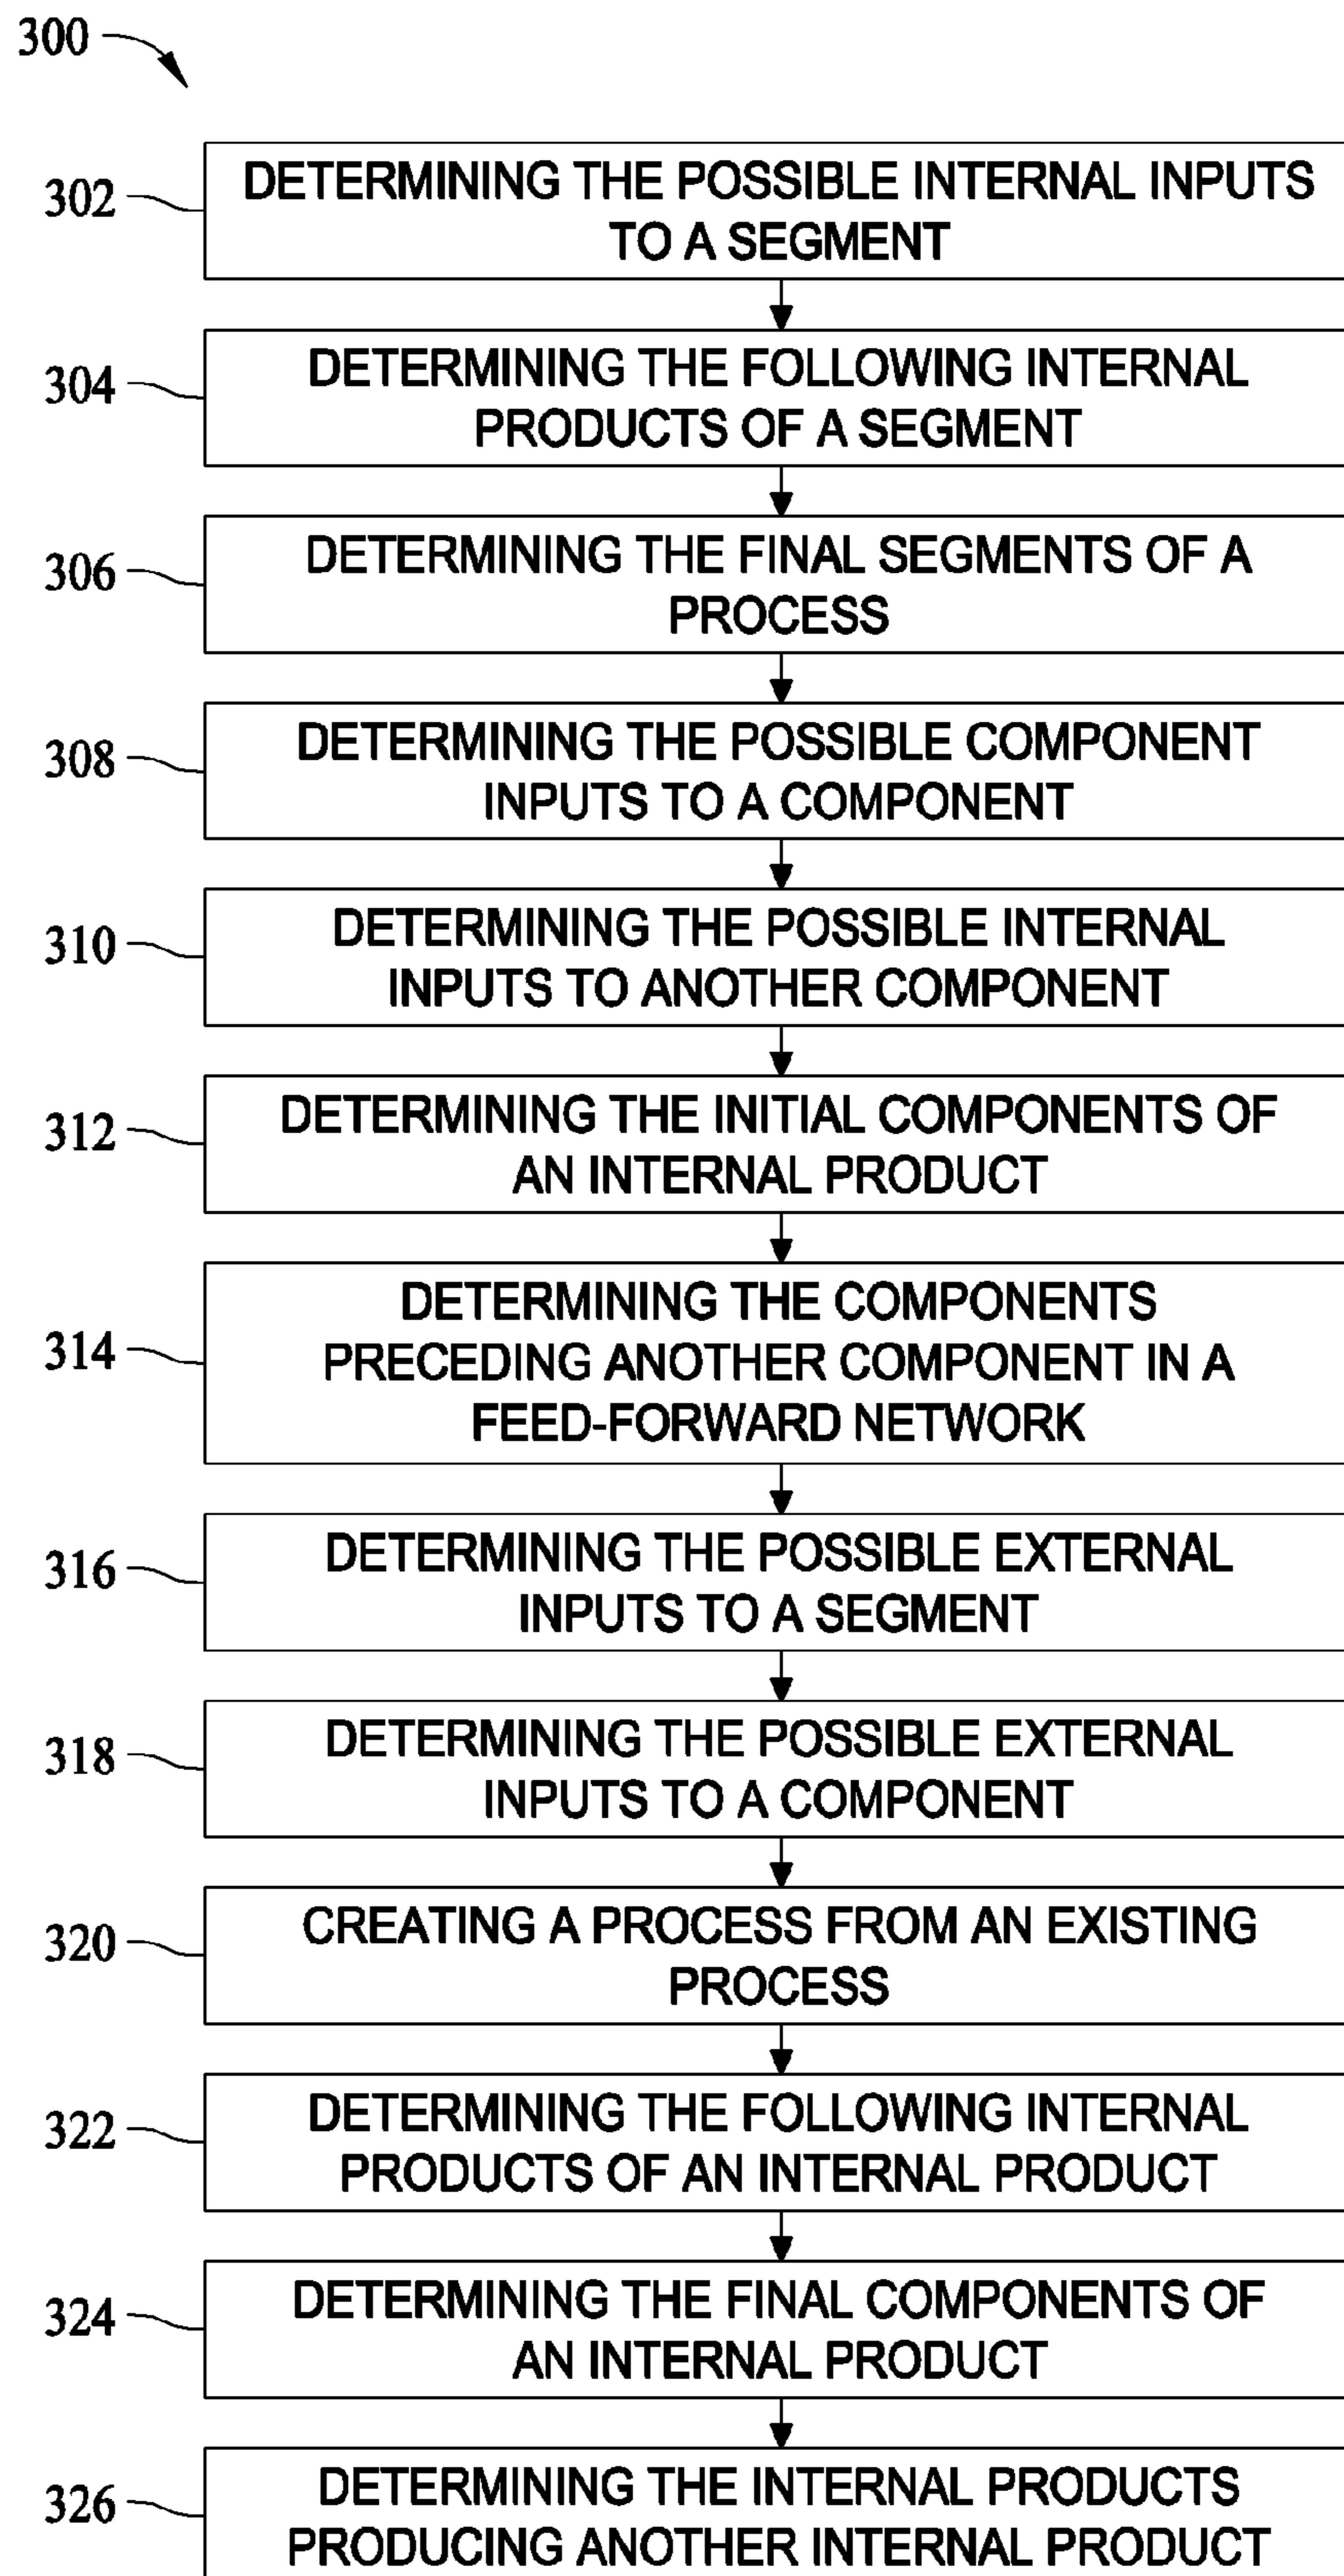 300
302
DETERMINING THE POSSIBLE INTERNAL INPUTS
TO A SEGMENT
304
DETERMINING THE FOLLOWING INTERNAL
PRODUCTS OF A SEGMENT
306
DETERMINING THE FINAL SEGMENTS OF A
PROCESS
308
DETERMINING THE POSSIBLE COMPONENT
INPUTS TO A COMPONENT
310
DETERMINING THE POSSIBLE INTERNAL
INPUTS TO ANOTHER COMPONENT
312
DETERMINING THE INITIAL COMPONENTS OF
AN INTERNAL PRODUCT
314
DETERMINING THE COMPONENTS
PRECEDING ANOTHER COMPONENT IN A
FEED-FORWARD NETWORK
316
DETERMINING THE POSSIBLE EXTERNAL
INPUTS TO A SEGMENT
318
DETERMINING THE POSSIBLE EXTERNAL
INPUTS TO A COMPONENT
320
CREATING A PROCESS FROM AN EXISTING
PROCESS
322
DETERMINING THE FOLLOWING INTERNAL
PRODUCTS OF AN INTERNAL PRODUCT
324
DETERMINING THE FINAL COMPONENTS OF
AN INTERNAL PRODUCT
326
DETERMINING THE INTERNAL PRODUCTS
PRODUCING ANOTHER INTERNAL PRODUCT